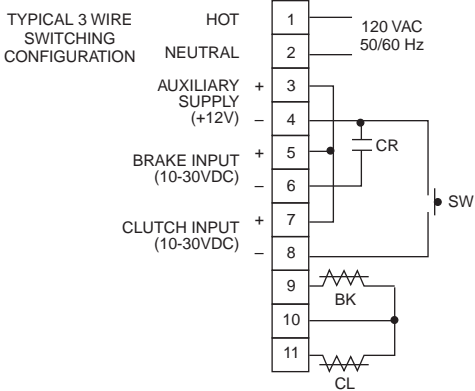 TYPICAL 3 WIRE
SWITCHING
CONFIGURATION
HOT
1
120 VAC
50/60 Hz
NEUTRAL
2
AUXILIARY
SUPPLY
(+12V)
+
3
–
4
BRAKE INPUT
(10-30VDC)
+
5
–
6
CR
CLUTCH INPUT
(10-30VDC)
+
7
–
8
SW
9
BK
10
11
CL